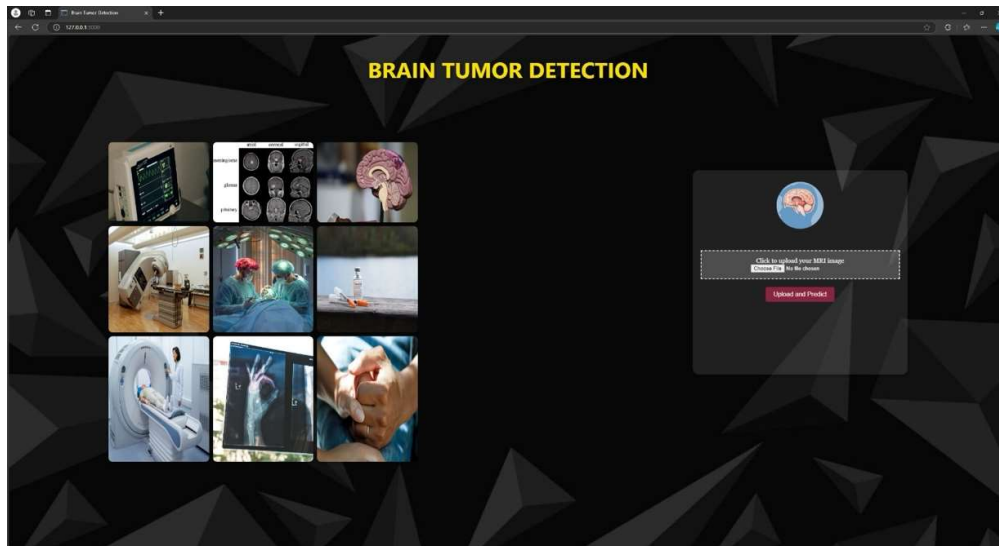 Brain Tumor Detection
127.0.0.1:5000
BRAIN TUMOR DETECTION
axial coronal sagittal
meningioma
glioma
pituitary
Click to upload your MRI image
Choose File No file chosen
Upload and Predict